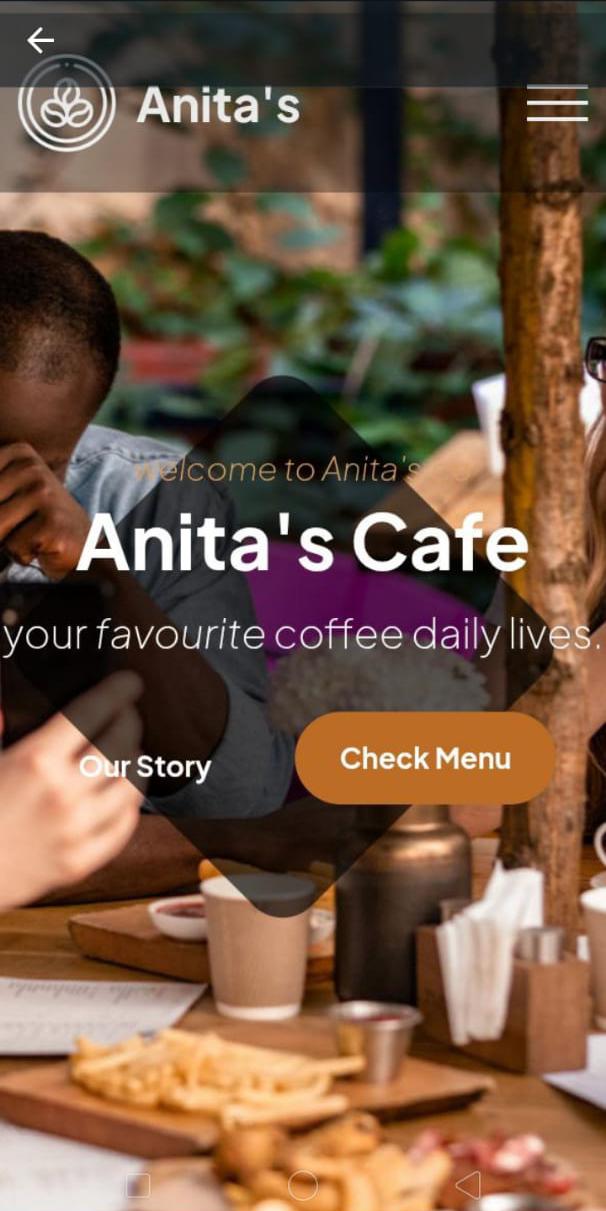 Anita's
welcome to Anita's
Anita's Cafe
your favourite coffee daily lives.
Our Story
Check Menu